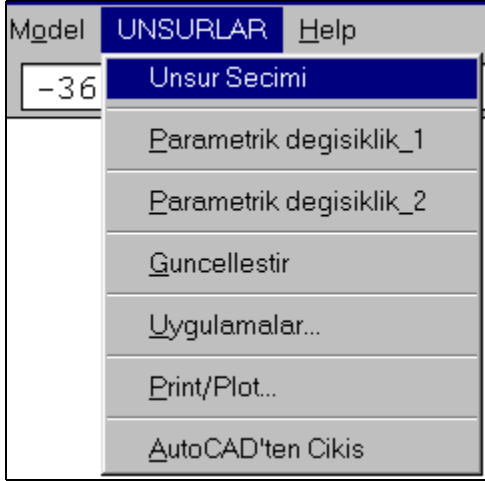 Model UNSURLAR Help
-36
Unsur Secimi
Parametrik degisiklik_1
Parametrik degisiklik_2
Guncellestir
Uygulamalar...
Print/Plot...
AutoCAD'ten Cikis